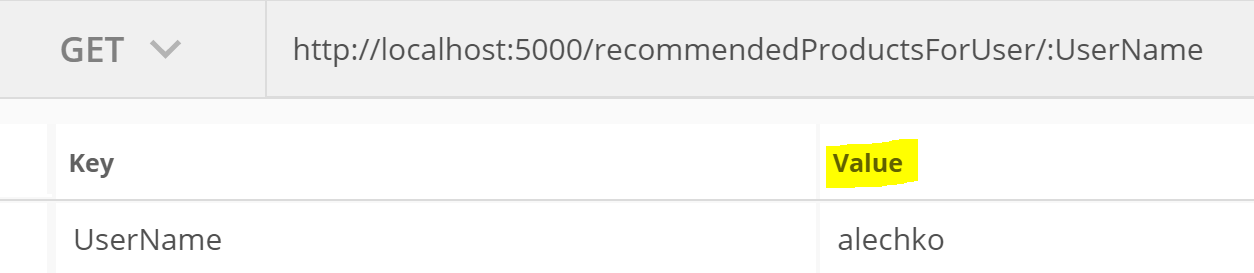 GET http://localhost:5000/recommendedProductsForUser/:UserName
Key Value
UserName alechko